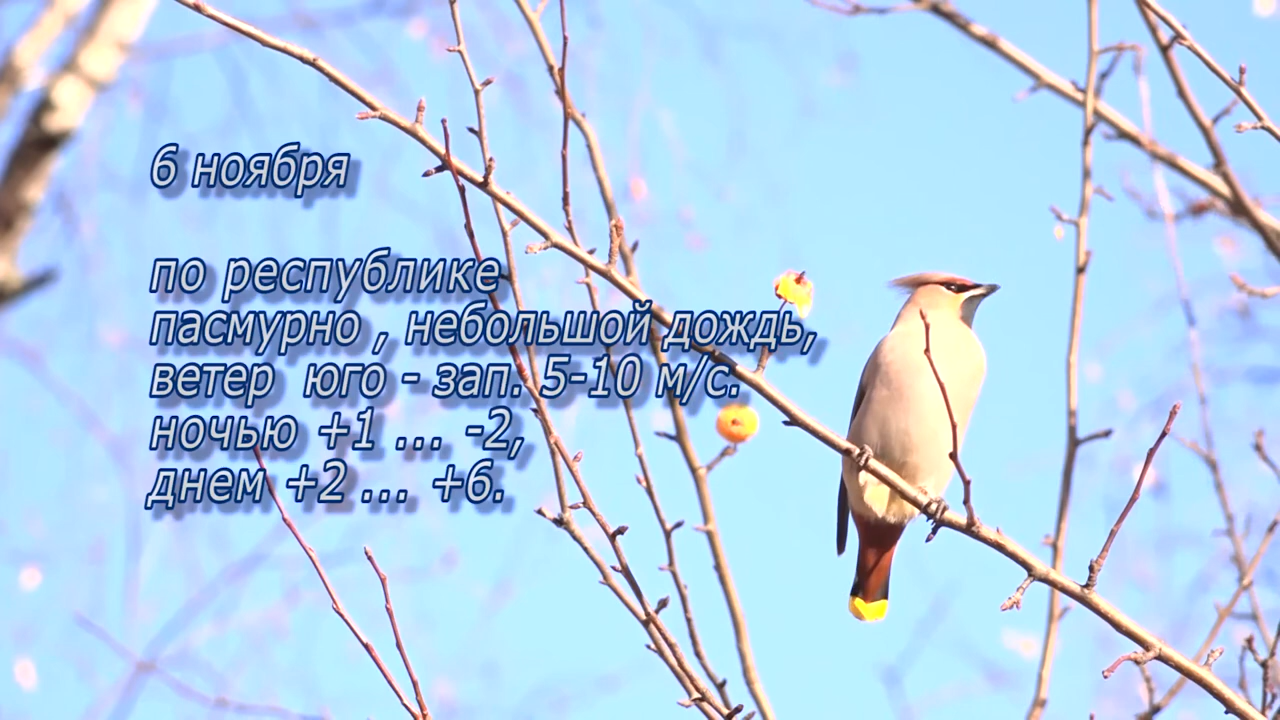 6 ноября
по республике
пасмурно , небольшой дождь,
ветер юго - зап. 5-10 м/с.
ночью +1 ... -2,
днем +2 ... +6.